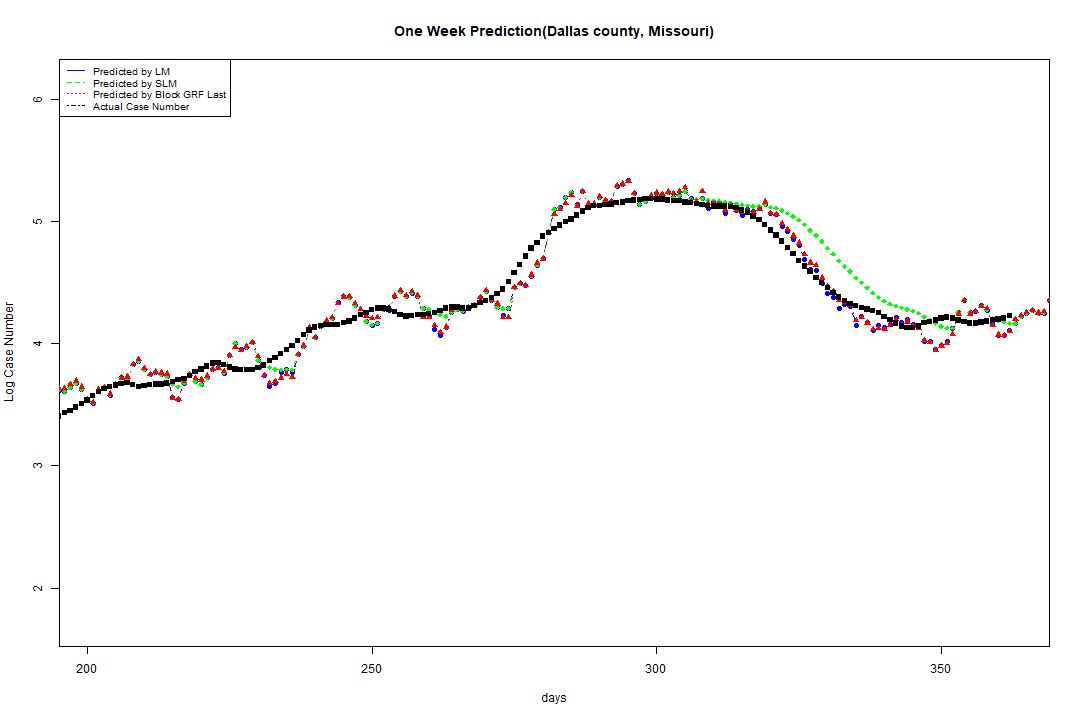 One Week Prediction(Dallas county, Missouri)
Predicted by LM
Predicted by SLM
Predicted by Block GRF Last
Actual Case Number
Log Case Number
6
5
4
3
2
200
250
300
350
days